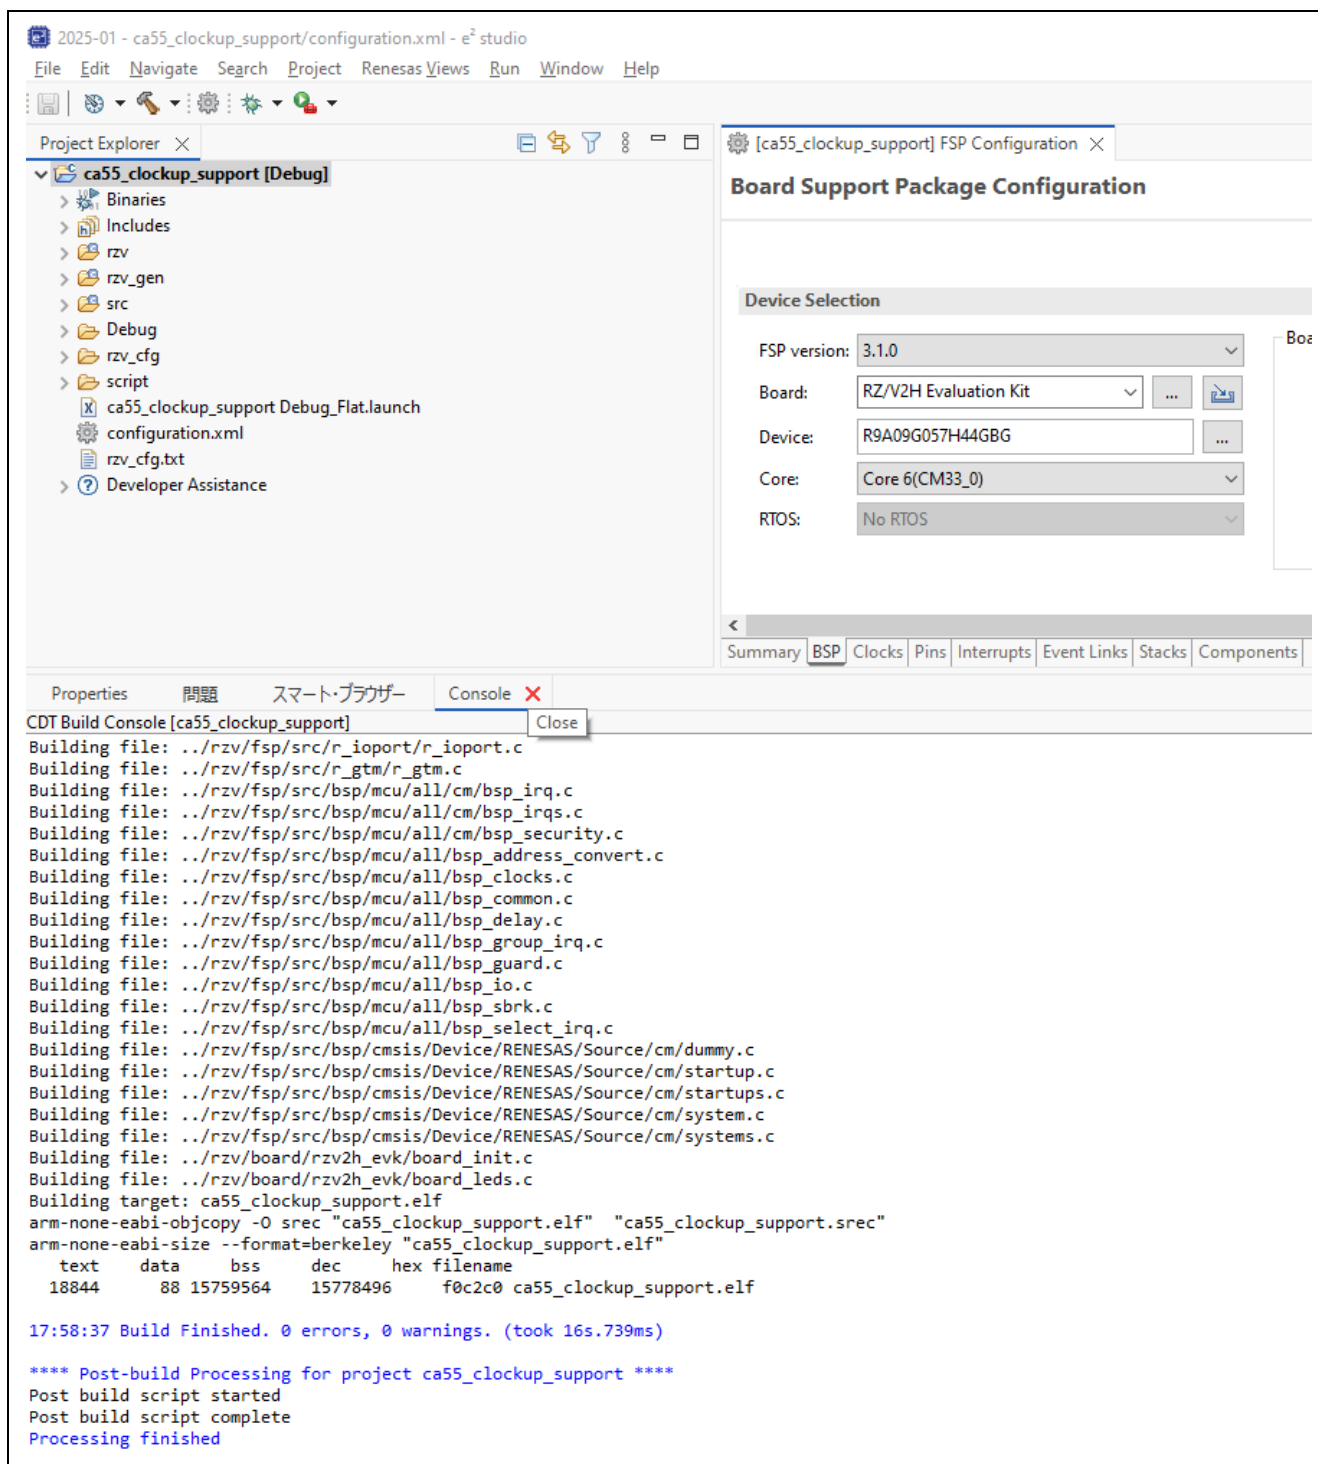 2025-01 - ca55_clockup_support/configuration.xml - e² studio
File Edit Navigate Search Project Renesas Views Run Window Help
Project Explorer
ca55_clockup_support [Debug]
Binaries
Includes
rzv
rzv_gen
src
Debug
rzv_cfg
script
ca55_clockup_support Debug_Flat.launch
configuration.xml
rzv_cfg.txt
Developer Assistance
[ca55_clockup_support] FSP Configuration
Board Support Package Configuration
Device Selection
FSP version: 3.1.0
Board: RZ/V2H Evaluation Kit ...
Device: R9A09G057H44GBG ...
Core: Core 6(CM33_0)
RTOS: No RTOS
Boa
Summary BSP Clocks Pins Interrupts Event Links Stacks Components
Properties 問題 スマート・ブラウザー Console
CDT Build Console [ca55_clockup_support]
Close
Building file: ../rzv/fsp/src/r_ioport/r_ioport.c
Building file: ../rzv/fsp/src/r_gtm/r_gtm.c
Building file: ../rzv/fsp/src/bsp/mcu/all/cm/bsp_irq.c
Building file: ../rzv/fsp/src/bsp/mcu/all/cm/bsp_irqs.c
Building file: ../rzv/fsp/src/bsp/mcu/all/cm/bsp_security.c
Building file: ../rzv/fsp/src/bsp/mcu/all/bsp_address_convert.c
Building file: ../rzv/fsp/src/bsp/mcu/all/bsp_clocks.c
Building file: ../rzv/fsp/src/bsp/mcu/all/bsp_common.c
Building file: ../rzv/fsp/src/bsp/mcu/all/bsp_delay.c
Building file: ../rzv/fsp/src/bsp/mcu/all/bsp_group_irq.c
Building file: ../rzv/fsp/src/bsp/mcu/all/bsp_guard.c
Building file: ../rzv/fsp/src/bsp/mcu/all/bsp_io.c
Building file: ../rzv/fsp/src/bsp/mcu/all/bsp_sbrk.c
Building file: ../rzv/fsp/src/bsp/mcu/all/bsp_select_irq.c
Building file: ../rzv/fsp/src/bsp/cmsis/Device/RENESAS/Source/cm/dummy.c
Building file: ../rzv/fsp/src/bsp/cmsis/Device/RENESAS/Source/cm/startup.c
Building file: ../rzv/fsp/src/bsp/cmsis/Device/RENESAS/Source/cm/startups.c
Building file: ../rzv/fsp/src/bsp/cmsis/Device/RENESAS/Source/cm/system.c
Building file: ../rzv/fsp/src/bsp/cmsis/Device/RENESAS/Source/cm/systems.c
Building file: ../rzv/board/rzv2h_evk/board_init.c
Building file: ../rzv/board/rzv2h_evk/board_leds.c
Building target: ca55_clockup_support.elf
arm-none-eabi-objcopy -O srec "ca55_clockup_support.elf" "ca55_clockup_support.srec"
arm-none-eabi-size --format=berkeley "ca55_clockup_support.elf"
text data bss dec hex filename
18844 88 15759564 15778496 f0c2c0 ca55_clockup_support.elf
17:58:37 Build Finished. 0 errors, 0 warnings. (took 16s.739ms)
**** Post-build Processing for project ca55_clockup_support ****
Post build script started
Post build script complete
Processing finished